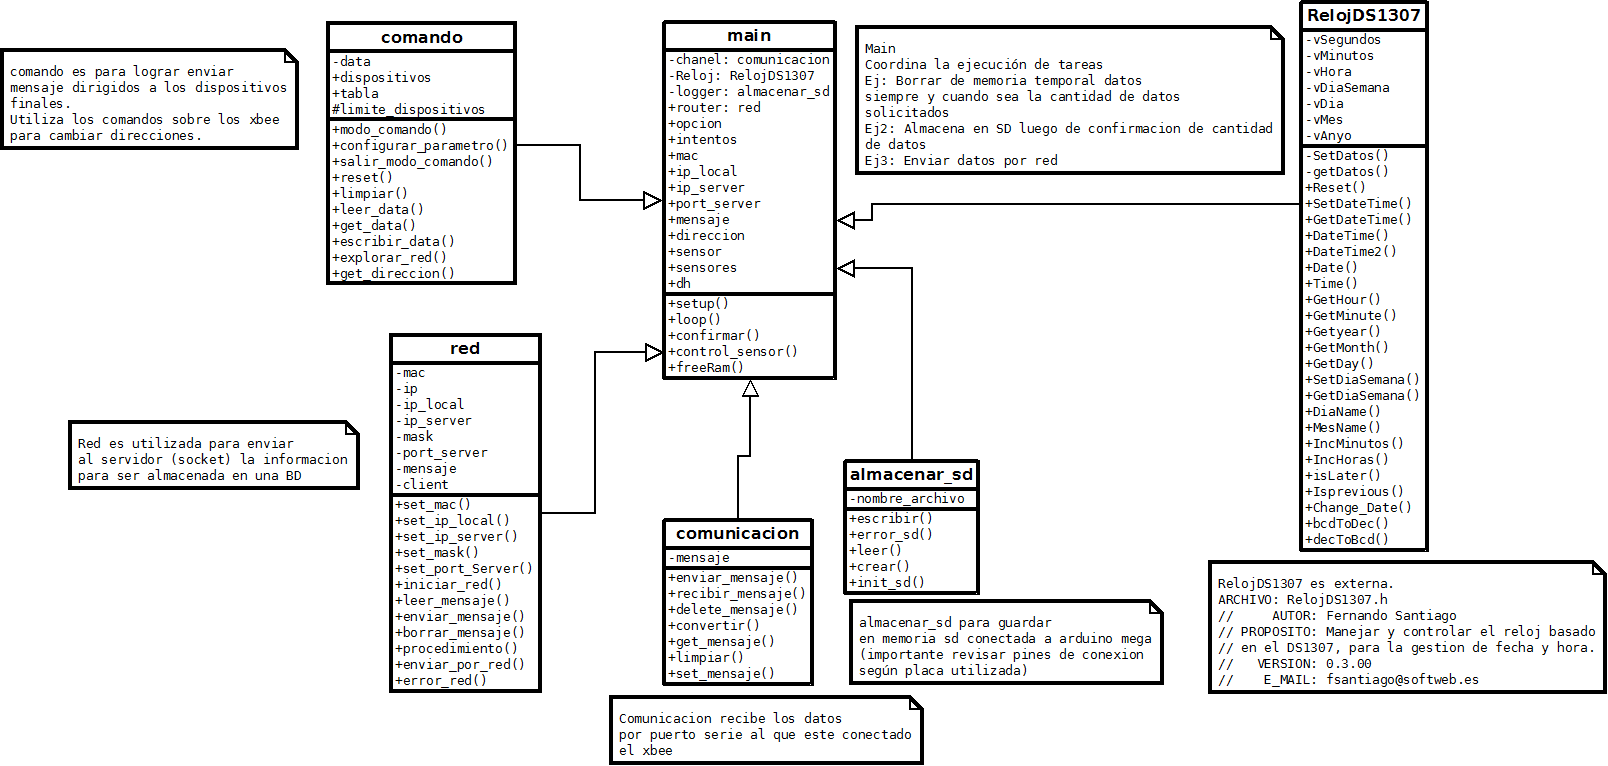 comando es para lograr enviar
mensaje dirigidos a los dispositivos
finales.
Utiliza los comandos sobre los xbee
para cambiar direcciones.
comando
-data
+dispositivos
+tabla
#limite_dispositivos
+modo_comando()
+configurar_parametro()
+salir_modo_comando()
+reset()
+limpiar()
+leer_data()
+get_data()
+escribir_data()
+explorar_red()
+get_direccion()
main
-chanel: comunicacion
-Reloj: RelojDS1307
-logger: almacenar_sd
+router: red
+opcion
+intentos
+mac
+ip_local
+ip_server
+port_server
+mensaje
+direccion
+sensor
+sensores
+dh
+setup()
+loop()
+confirmar()
+control_sensor()
+freeRam()
Main
Coordina la ejecución de tareas
Ej: Borrar de memoria temporal datos
siempre y cuando sea la cantidad de datos
solicitados
Ej2: Almacena en SD luego de confirmacion de cantidad
de datos
Ej3: Enviar datos por red
RelojDS1307
-vSegundos
-vMinutos
-vHora
-vDiaSemana
-vDia
-vMes
-vAnyo
-SetDatos()
-getDatos()
+Reset()
+SetDateTime()
+GetDateTime()
+DateTime()
+DateTime2()
+Date()
+Time()
+GetHour()
+GetMinute()
+Getyear()
+GetMonth()
+GetDay()
+SetDiaSemana()
+GetDiaSemana()
+DiaName()
+MesName()
+IncMinutos()
+IncHoras()
+isLater()
+Isprevious()
+Change_Date()
+bcdToDec()
+decToBcd()
Red es utilizada para enviar
al servidor (socket) la informacion
para ser almacenada en una BD
red
-mac
-ip
-ip_local
-ip_server
-mask
-port_server
-mensaje
-client
+set_mac()
+set_ip_local()
+set_ip_server()
+set_mask()
+set_port_Server()
+iniciar_red()
+leer_mensaje()
+enviar_mensaje()
+borrar_mensaje()
+procedimiento()
+enviar_por_red()
+error_red()
comunicacion
-mensaje
+enviar_mensaje()
+recibir_mensaje()
+delete_mensaje()
+convertir()
+get_mensaje()
+limpiar()
+set_mensaje()
almacenar_sd
-nombre_archivo
+escribir()
+error_sd()
+leer()
+crear()
+init_sd()
almacenar_sd para guardar
en memoria sd conectada a arduino mega
(importante revisar pines de conexion
según placa utilizada)
RelojDS1307 es externa.
ARCHIVO: RelojDS1307.h
//     AUTOR: Fernando Santiago
// PROPOSITO: Manejar y controlar el reloj basado
// en el DS1307, para la gestion de fecha y hora.
//   VERSION: 0.3.00
//    E_MAIL: fsantiago@softweb.es
Comunicacion recibe los datos
por puerto serie al que este conectado
el xbee